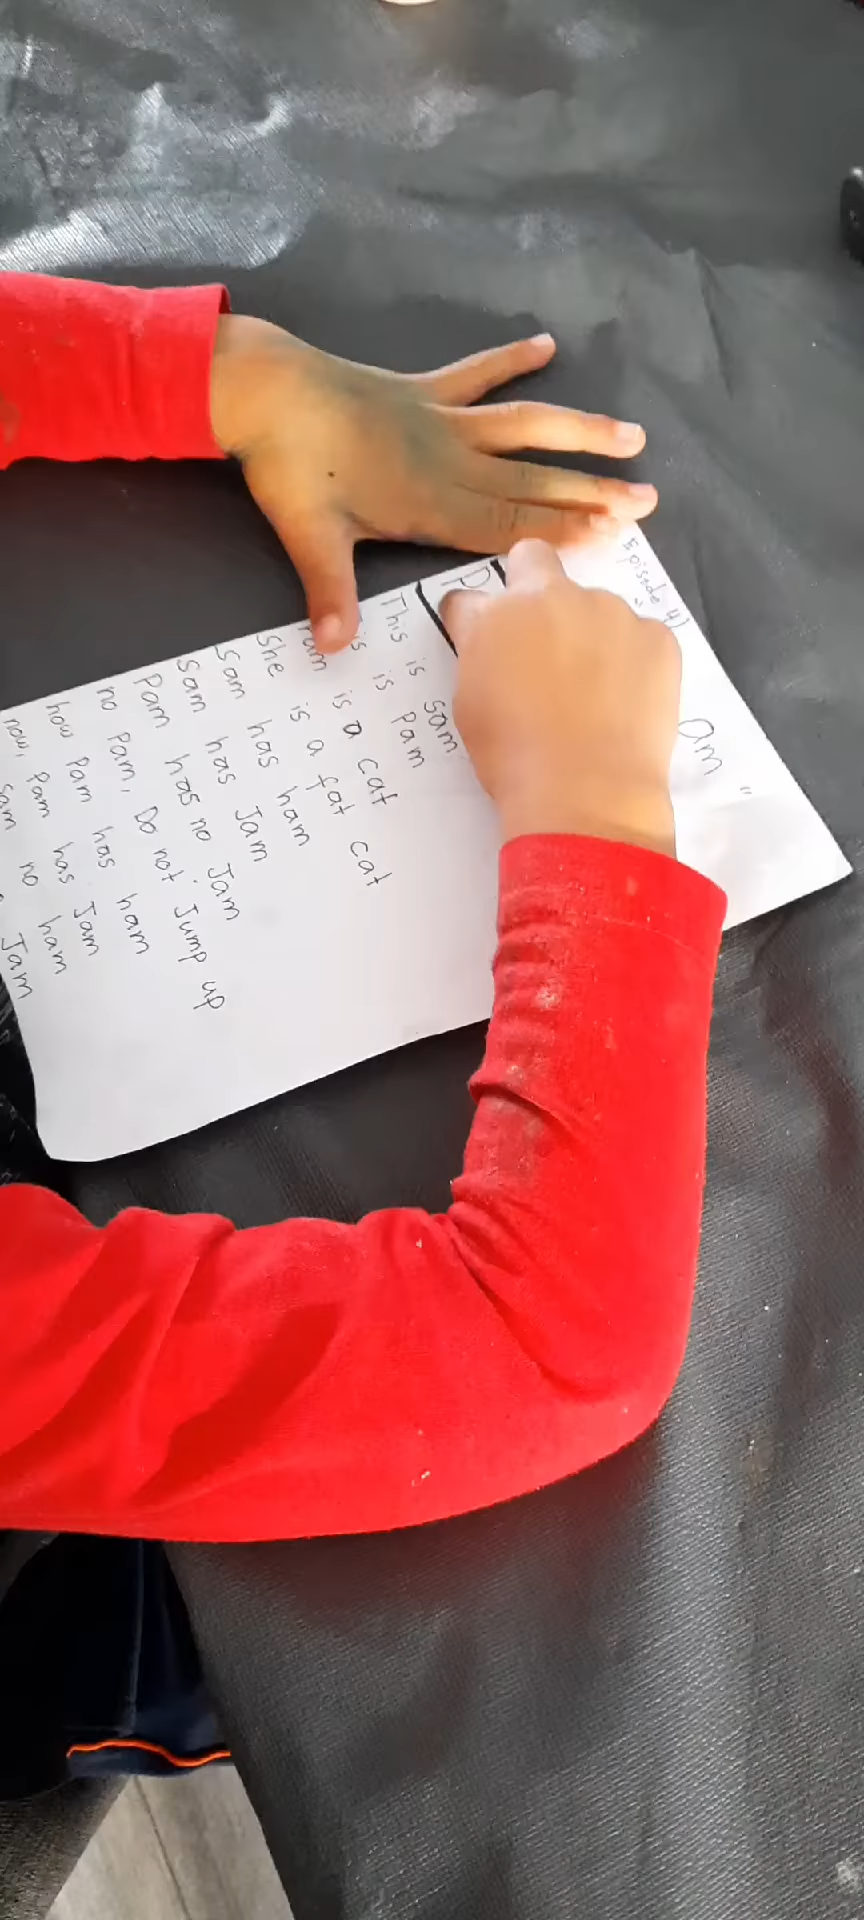 Episode 4)
"am"
P
This is sam
is is pam
Pam is a cat
She is a fat cat
Sam has ham
Sam has Jam
Pam has no Jam
no Pam, Do not Jump up
how Pam has ham
now, Pam has Jam
Sam no ham
Jam